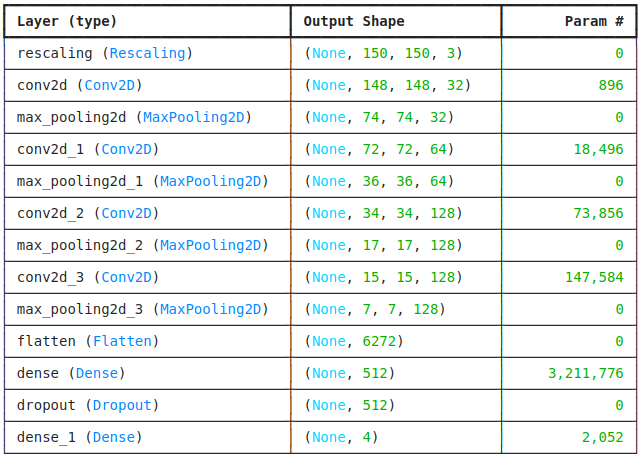 Layer (type) Output Shape Param #
rescaling (Rescaling) (None, 150, 150, 3) 0
conv2d (Conv2D) (None, 148, 148, 32) 896
max_pooling2d (MaxPooling2D) (None, 74, 74, 32) 0
conv2d_1 (Conv2D) (None, 72, 72, 64) 18,496
max_pooling2d_1 (MaxPooling2D) (None, 36, 36, 64) 0
conv2d_2 (Conv2D) (None, 34, 34, 128) 73,856
max_pooling2d_2 (MaxPooling2D) (None, 17, 17, 128) 0
conv2d_3 (Conv2D) (None, 15, 15, 128) 147,584
max_pooling2d_3 (MaxPooling2D) (None, 7, 7, 128) 0
flatten (Flatten) (None, 6272) 0
dense (Dense) (None, 512) 3,211,776
dropout (Dropout) (None, 512) 0
dense_1 (Dense) (None, 4) 2,052